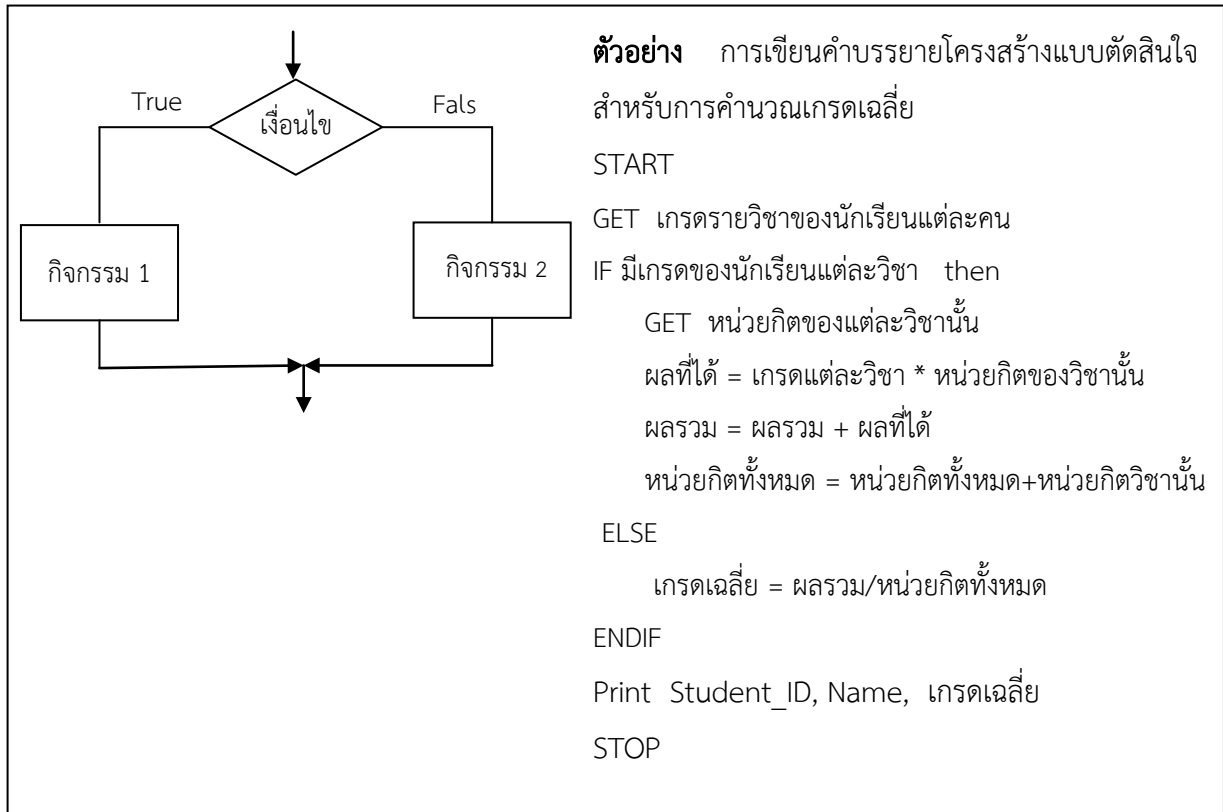 True
Fals
เงื่อนไข
กิจกรรม 1
กิจกรรม 2
ตัวอย่าง การเขียนคำบรรยายโครงสร้างแบบตัดสินใจ
สำหรับการคำนวณเกรดเฉลี่ย
START
GET เกรดรายวิชาของนักเรียนแต่ละคน
IF มีเกรดของนักเรียนแต่ละวิชา then
GET หน่วยกิตของแต่ละวิชานั้น
ผลที่ได้ = เกรดแต่ละวิชา * หน่วยกิตของวิชานั้น
ผลรวม = ผลรวม + ผลที่ได้
หน่วยกิตทั้งหมด = หน่วยกิตทั้งหมด+หน่วยกิตวิชานั้น
ELSE
เกรดเฉลี่ย = ผลรวม/หน่วยกิตทั้งหมด
ENDIF
Print Student_ID, Name, เกรดเฉลี่ย
STOP